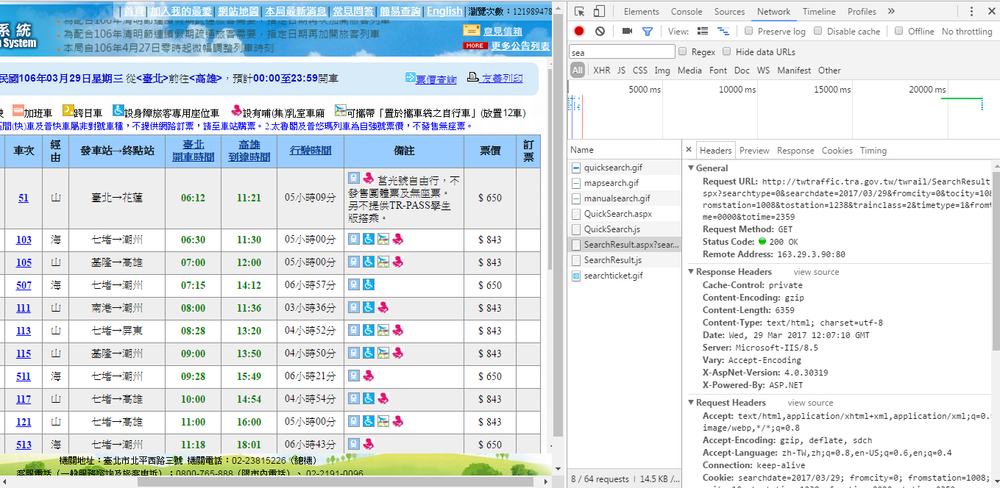 | 首頁 | 加入我的最愛 | 網站地圖 | 本局最新消息 | 常見問答 | 簡易查詢 | English | 瀏覽次數：121989478
系統
System
為配合106年清明節連續假期疏運旅客需要，指定日期再次加開旅客列車
為配合106年清明節連續假期疏運旅客需要，指定日期再加開旅客列車
本局自106年4月27日零時起微幅調整列車時刻
意見信箱
MORE 更多公告列表
民國106年03月29日星期三 從<臺北>前往<高雄>，預計00:00至23:59開車
票價查詢 友善列印
加班車 跨日車 設身障旅客專用座位車 設有哺(集)乳室車廂 可攜帶「置於攜車袋之自行車」(放置12車)
間(快)車及普快車屬非對號車種，不提供網路訂票，請至車站購票。2.太魯閣及普悠瑪列車為自強號票價，不發售無座票。
車次 經由 發車站→終點站 臺北開車時間 高雄到達時間 行駛時間 備註 票價 訂票
51 山 臺北→花蓮 06:12 11:21 05小時09分 莒光號自由行，不發售團體票及無座票。另不提供TR-PASS學生版搭乘。 $ 650
103 海 七堵→潮州 06:30 11:30 05小時00分 $ 843
105 山 基隆→高雄 07:00 12:00 05小時00分 $ 843
507 海 七堵→潮州 07:15 14:12 06小時57分 $ 650
111 山 南港→潮州 08:00 11:36 03小時36分 $ 843
113 山 七堵→屏東 08:28 13:20 04小時52分 $ 843
115 山 基隆→潮州 09:00 13:50 04小時50分 $ 843
511 海 七堵→潮州 09:28 15:49 06小時21分 $ 650
117 山 七堵→高雄 10:00 14:54 04小時54分 $ 843
121 山 七堵→高雄 11:00 16:00 05小時00分 $ 843
513 海 七堵→潮州 11:18 18:01 06小時43分 $ 650
機關地址：臺北市北平西路三號 機關電話：02-23815226（總機）
客服電話（一般服務諮詢及旅客申訴）：0800-765-888（限市內電話）、02-2191-0096
Elements Console Sources Network Timeline Profiles »
View: Preserve log Disable cache Offline No throttling
sea
Regex Hide data URLs
All XHR JS CSS Img Media Font Doc WS Manifest Other
5000 ms 10000 ms 15000 ms 20000 ms
Name
quicksearch.gif
mapsearch.gif
manualsearch.gif
QuickSearch.aspx
QuickSearch.js
SearchResult.aspx?sear...
SearchResult.js
searchticket.gif
8 / 64 requests | 14.5 KB /...
× Headers Preview Response Cookies Timing
General
Request URL: http://twtraffic.tra.gov.tw/twrail/SearchResult
spx?searchtype=0&searchdate=2017/03/29&fromcity=0&tocity=10&
romstation=1008&tostation=1238&trainclass=2&timetype=1&fromt
me=0000&totime=2359
Request Method: GET
Status Code: 200 OK
Remote Address: 163.29.3.90:80
Response Headers view source
Cache-Control: private
Content-Encoding: gzip
Content-Length: 6359
Content-Type: text/html; charset=utf-8
Date: Wed, 29 Mar 2017 12:07:10 GMT
Server: Microsoft-IIS/8.5
Vary: Accept-Encoding
X-AspNet-Version: 4.0.30319
X-Powered-By: ASP.NET
Request Headers view source
Accept: text/html,application/xhtml+xml,application/xml;q=0.
image/webp,*/*;q=0.8
Accept-Encoding: gzip, deflate, sdch
Accept-Language: zh-TW,zh;q=0.8,en-US;q=0.6,en;q=0.4
Connection: keep-alive
Cookie: searchdate=2017/03/29; fromcity=0; fromstation=1008;